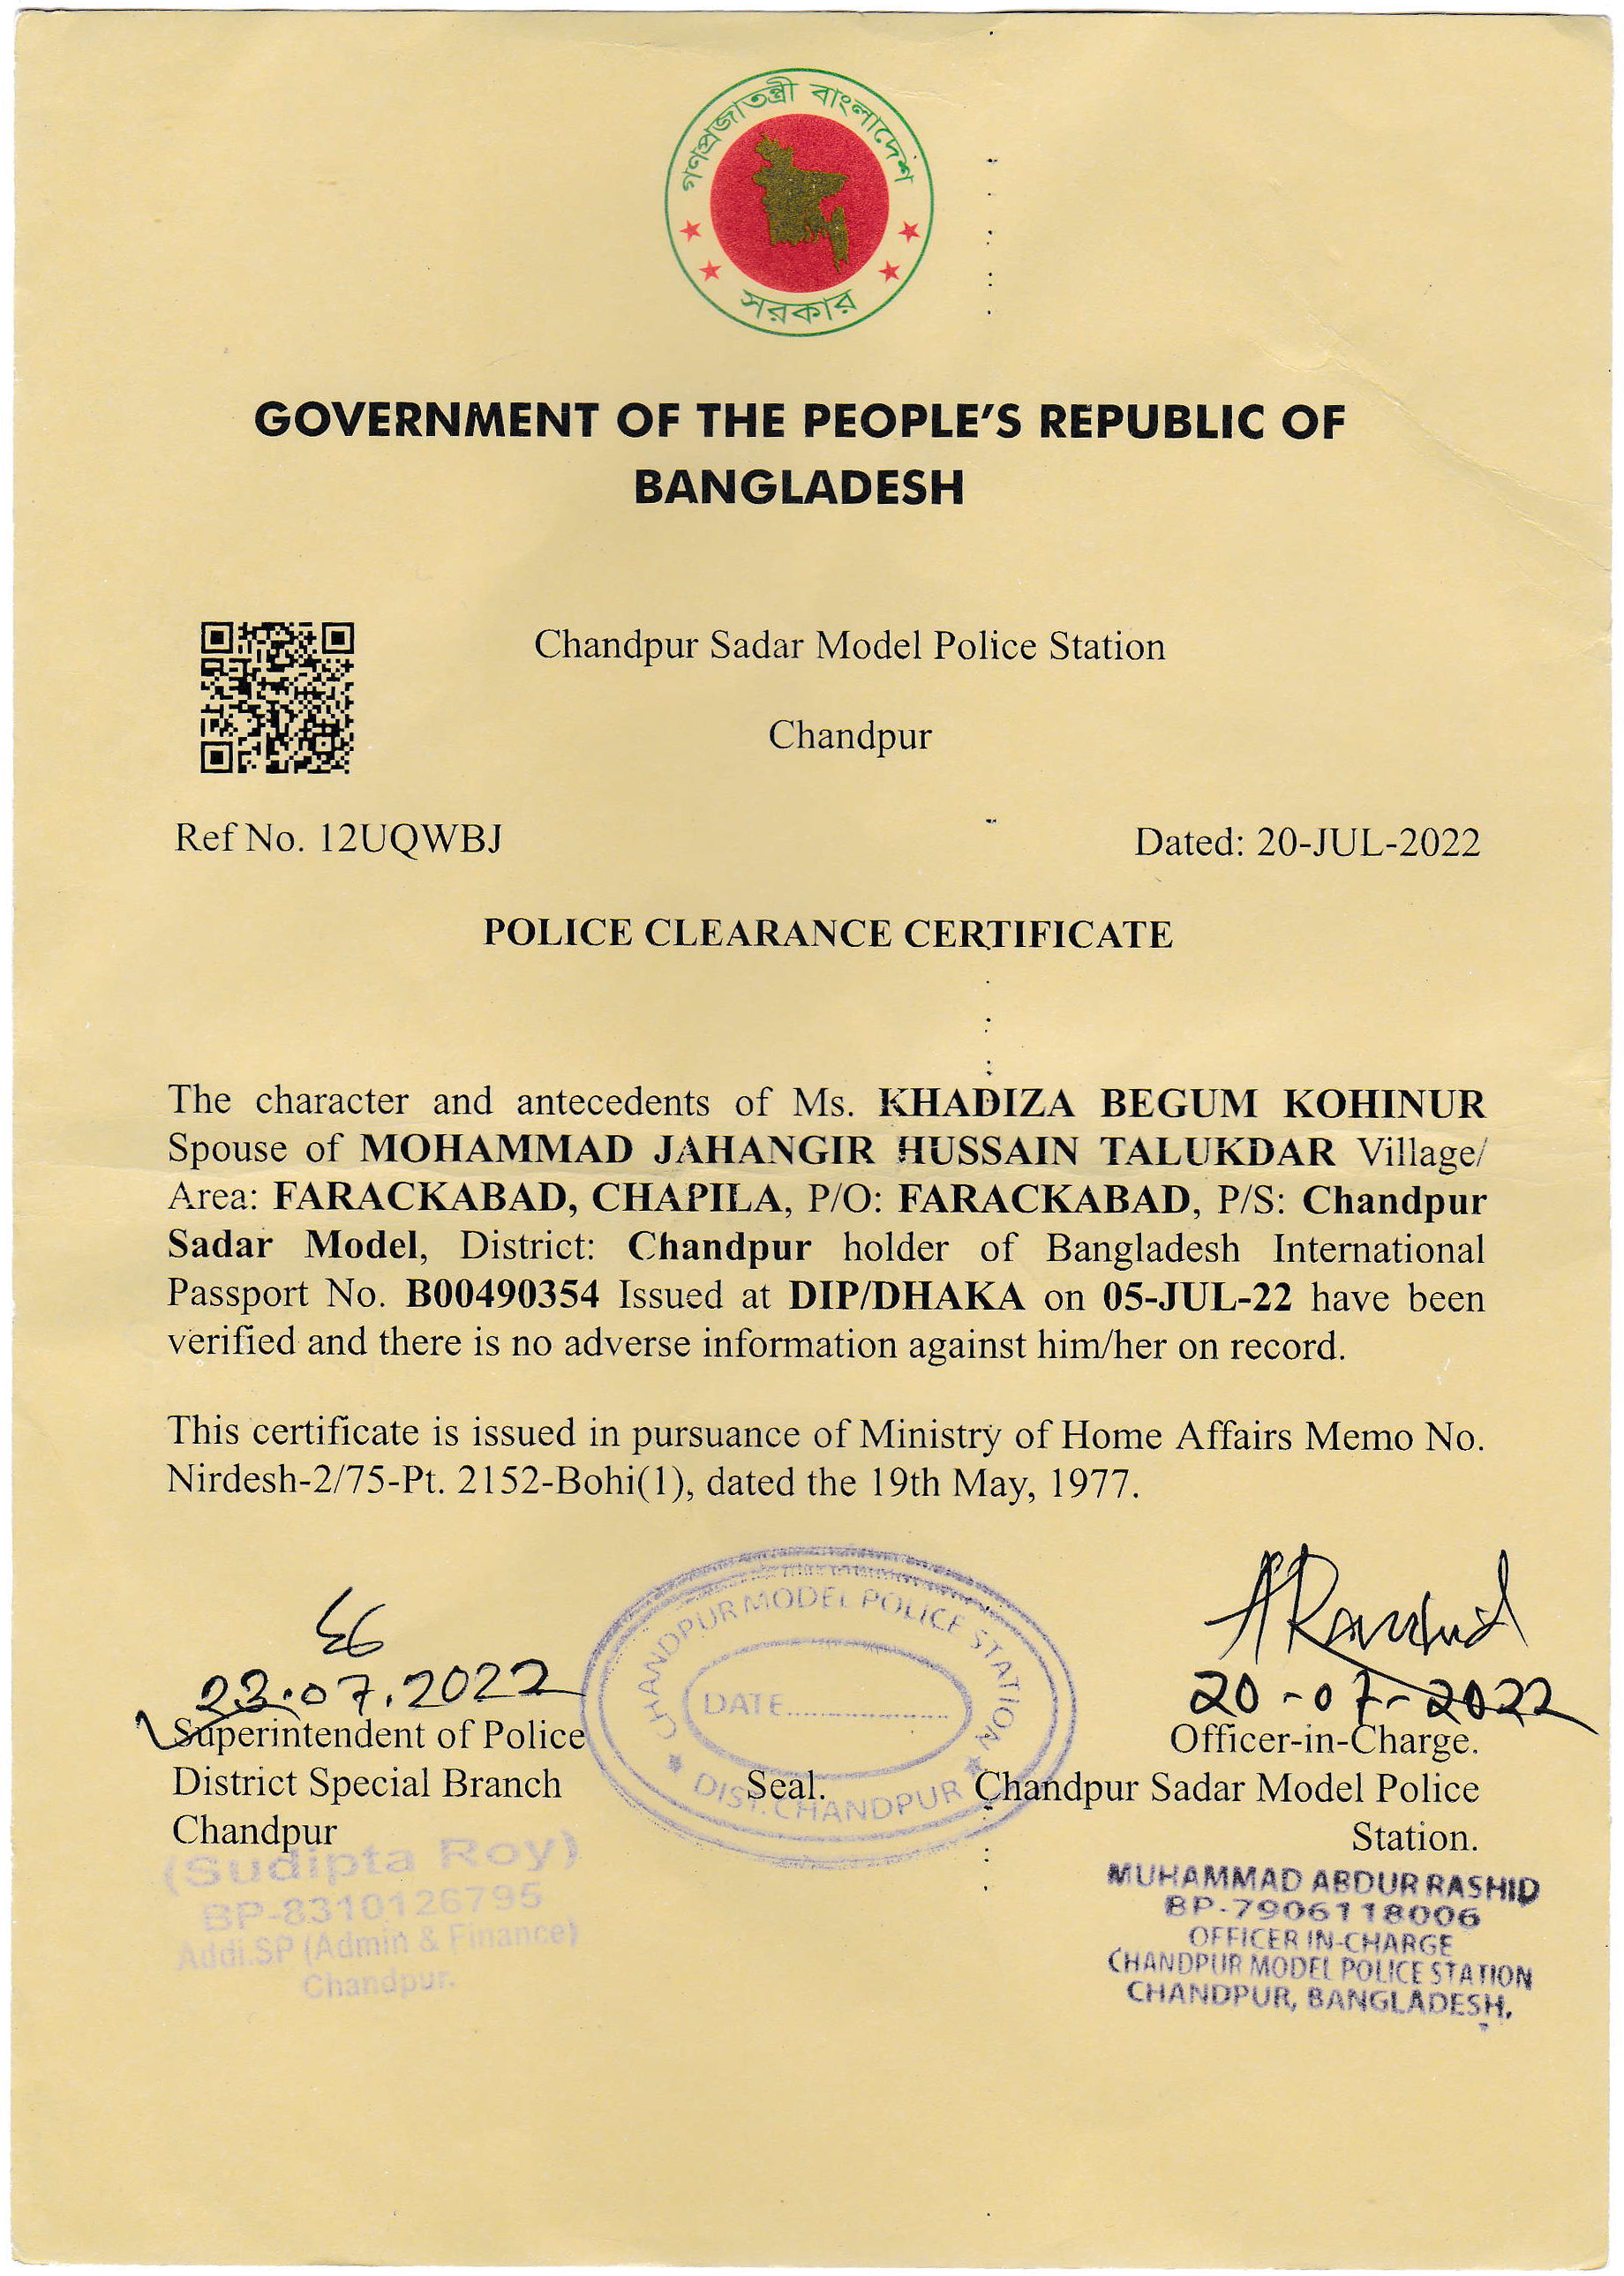 গণপ্রজাতন্ত্রী বাংলাদেশ
সরকার
GOVERNMENT OF THE PEOPLE'S REPUBLIC OF
BANGLADESH
Chandpur Sadar Model Police Station
Chandpur
Ref No. 12UQWBJ
Dated: 20-JUL-2022
POLICE CLEARANCE CERTIFICATE
The character and antecedents of Ms. KHADIZA BEGUM KOHINUR
Spouse of MOHAMMAD JAHANGIR HUSSAIN TALUKDAR Village/
Area: FARACKABAD, CHAPILA, P/O: FARACKABAD, P/S: Chandpur
Sadar Model, District: Chandpur holder of Bangladesh International
Passport No. B00490354 Issued at DIP/DHAKA on 05-JUL-22 have been
verified and there is no adverse information against him/her on record.
This certificate is issued in pursuance of Ministry of Home Affairs Memo No.
Nirdesh-2/75-Pt. 2152-Bohi(1), dated the 19th May, 1977.
23.07.2022
Superintendent of Police
District Special Branch
Chandpur
(Sudipta Roy)
BP-8310126795
Addl.SP (Admin & Finance)
Chandpur.
CHANDPUR MODEL POLICE STATION
DATE....................
DIST. CHANDPUR
Seal.
20-07-2022
Officer-in-Charge.
Chandpur Sadar Model Police
Station.
MUHAMMAD ABDUR RASHID
BP-7906118006
OFFICER IN-CHARGE
CHANDPUR MODEL POLICE STATION
CHANDPUR, BANGLADESH.